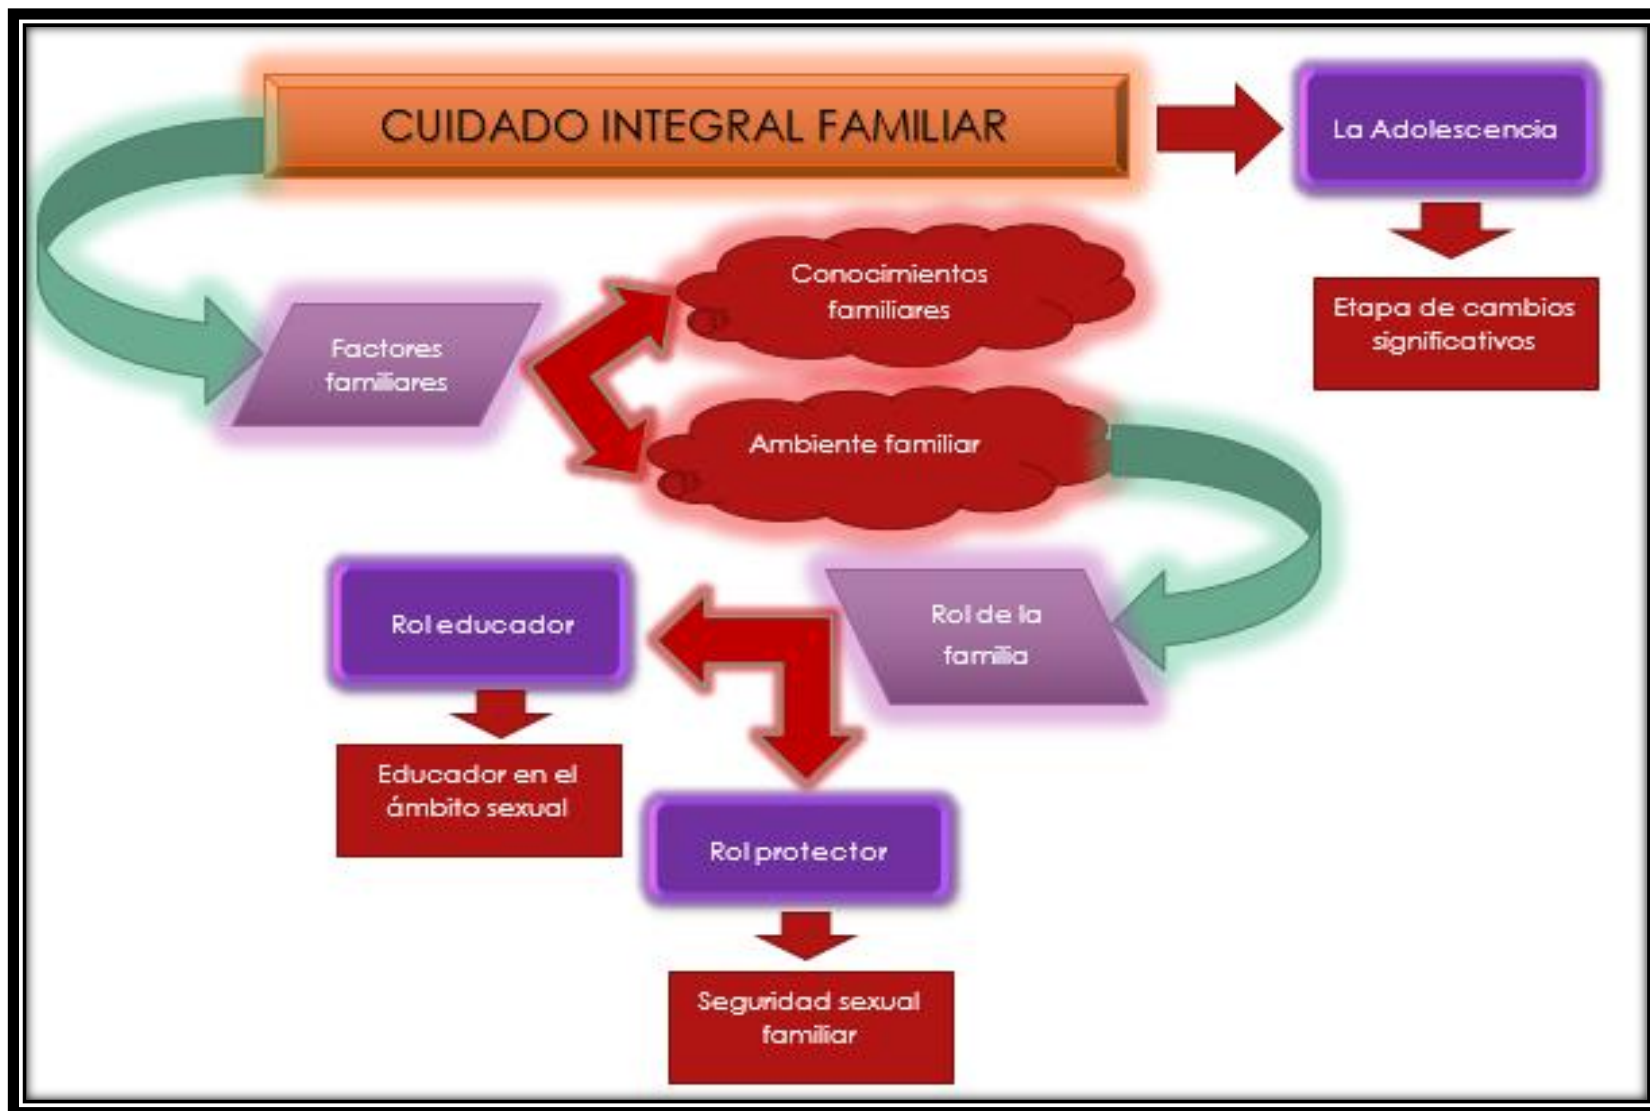 CUIDADO INTEGRAL FAMILIAR
La Adolescencia
Etapa de cambios
significativos
Conocimientos
familiares
Factores
familiares
Ambiente familiar
Rol de la
familia
Rol educador
Educador en el
ámbito sexual
Rol protector
Seguridad sexual
familiar